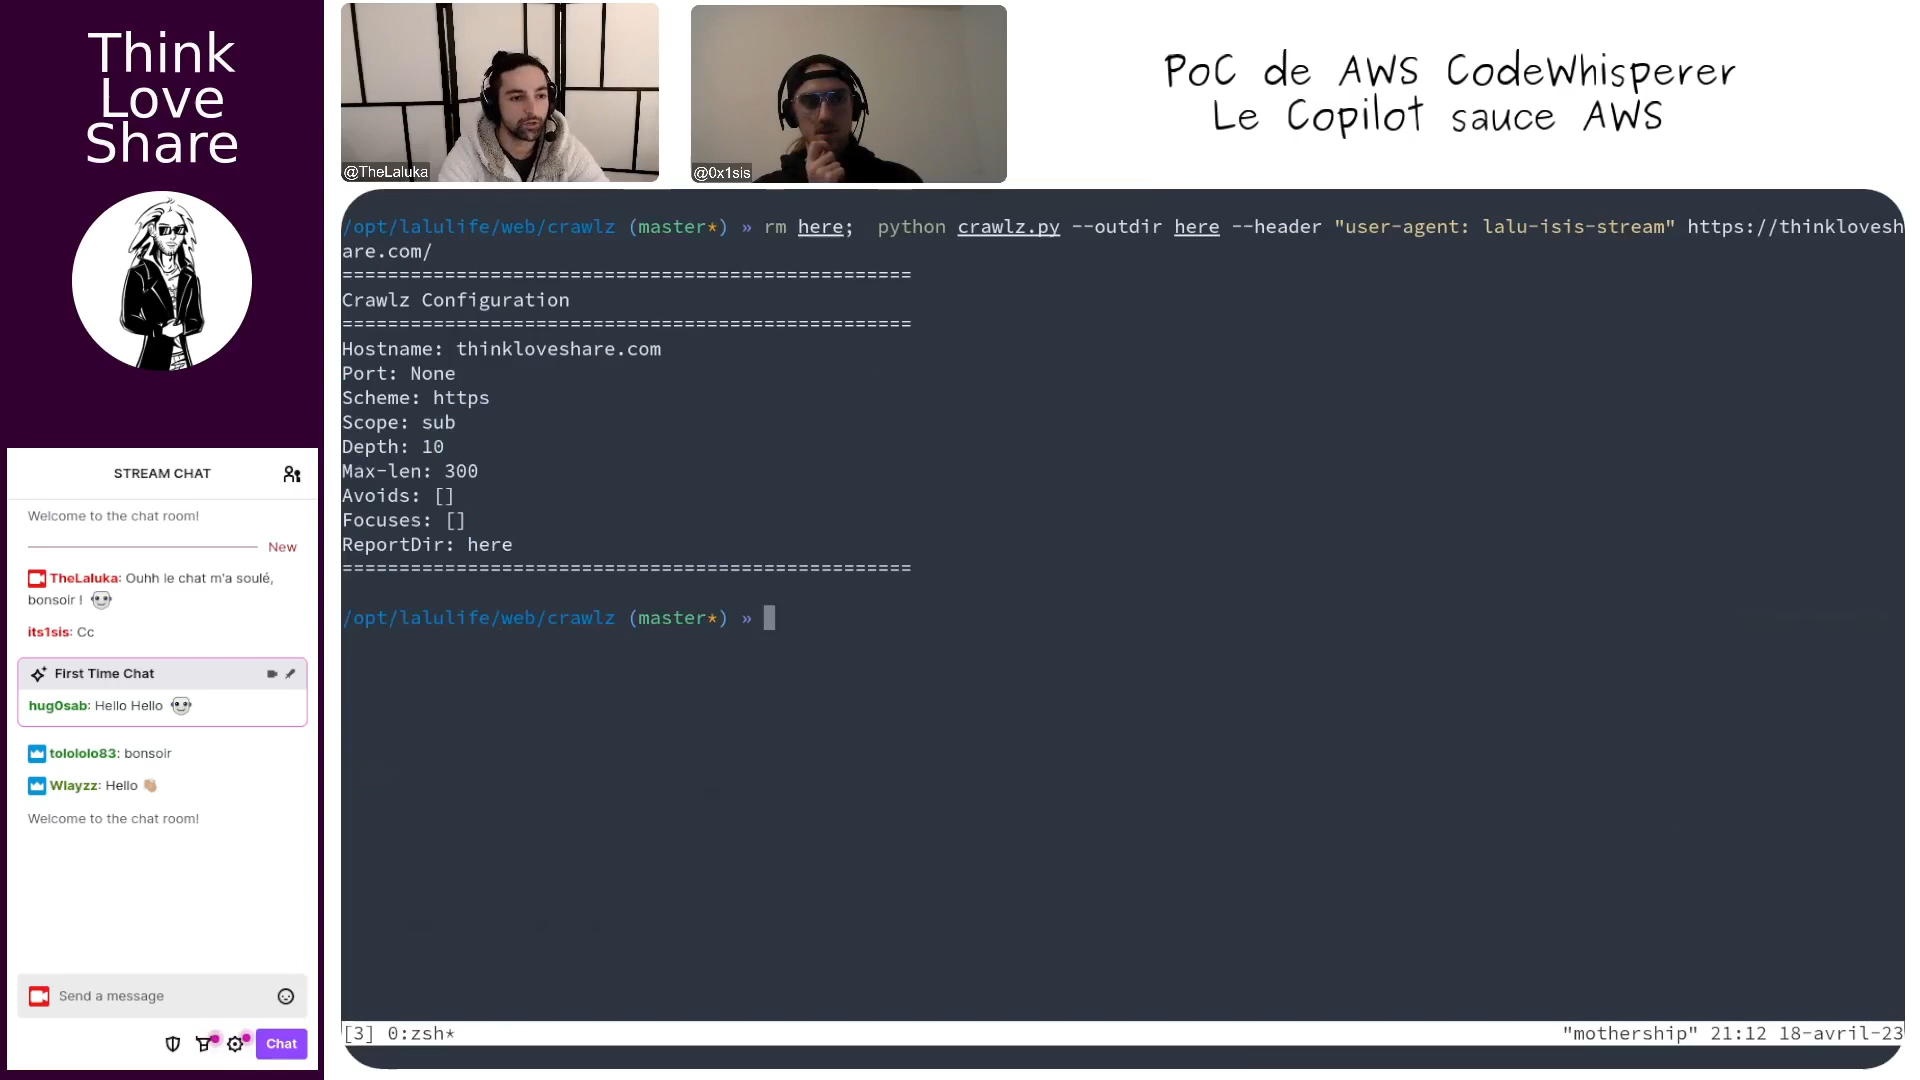 Think
Love
Share
@TheLaluka
@0x1sis
PoC de AWS CodeWhisperer
Le Copilot sauce AWS
/opt/lalulife/web/crawlz (master*) » rm here;  python crawlz.py --outdir here --header "user-agent: lalu-isis-stream" https://thinklovesh
are.com/
==================================================
Crawlz Configuration
==================================================
Hostname: thinkloveshare.com
Port: None
Scheme: https
Scope: sub
Depth: 10
Max-len: 300
Avoids: []
Focuses: []
ReportDir: here
==================================================
/opt/lalulife/web/crawlz (master*) »
[3] 0:zsh*
"mothership" 21:12 18-avril-23
STREAM CHAT
Welcome to the chat room!
New
TheLaluka: Ouhh le chat m'a soulé,
bonsoir !
its1sis: Cc
First Time Chat
hug0sab: Hello Hello
tolololo83: bonsoir
Wlayzz: Hello 👋🏼
Welcome to the chat room!
Send a message
Chat